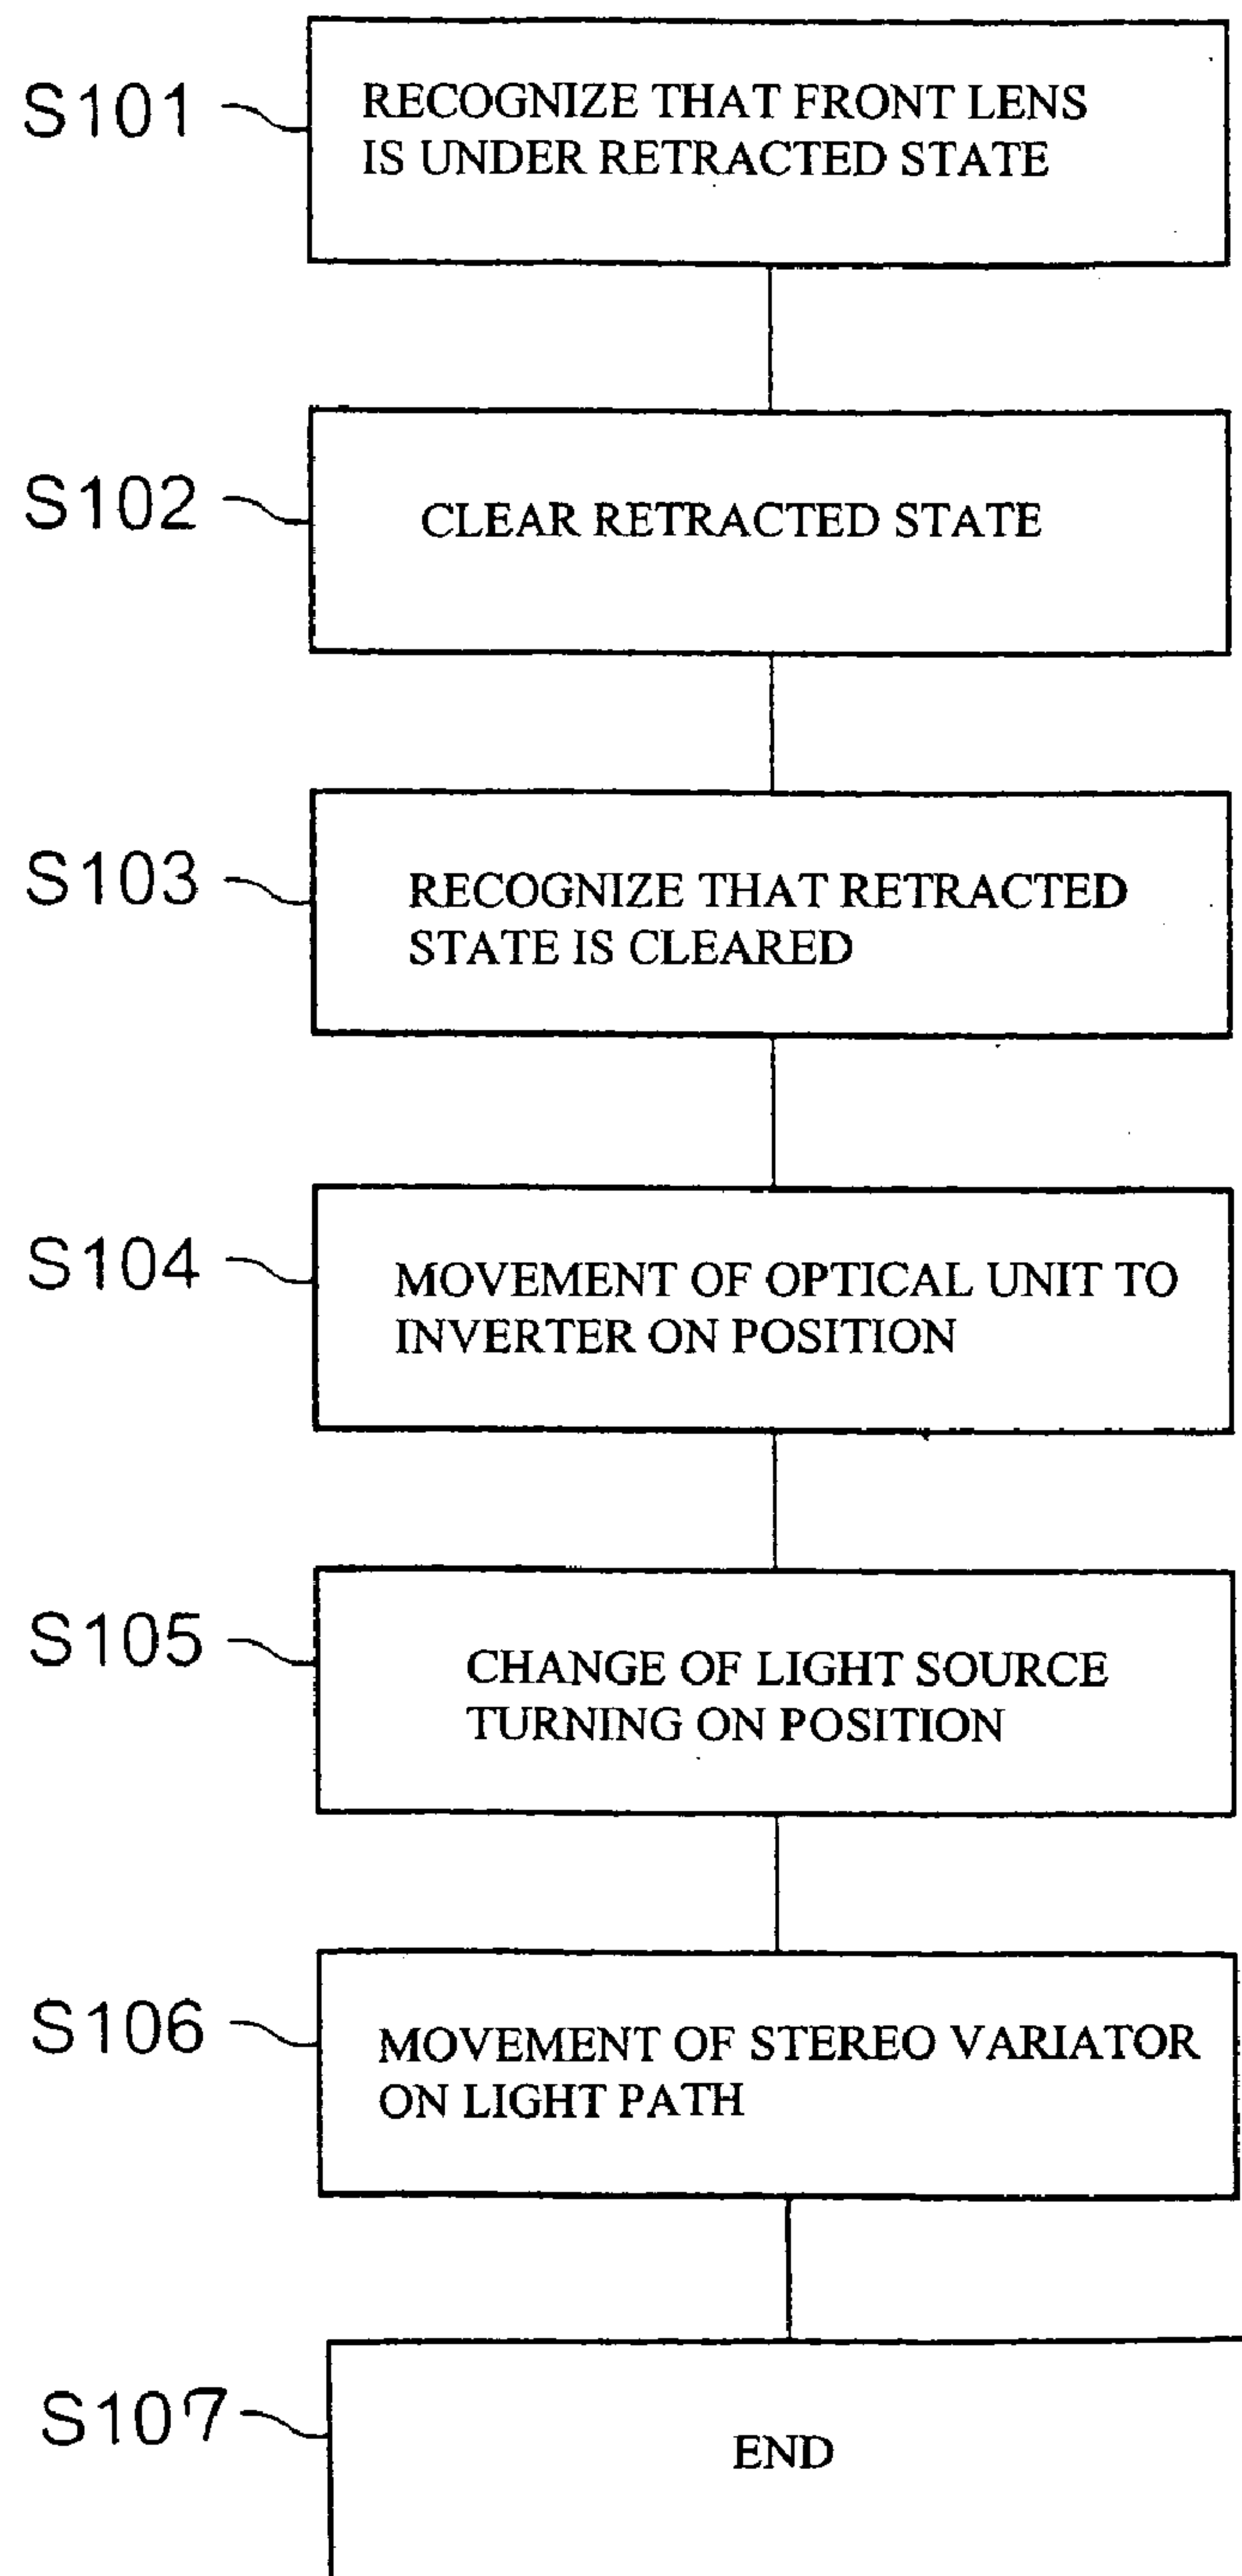 S101
RECOGNIZE THAT FRONT LENS
IS UNDER RETRACTED STATE
S102
CLEAR RETRACTED STATE
S103
RECOGNIZE THAT RETRACTED
STATE IS CLEARED
S104
MOVEMENT OF OPTICAL UNIT TO
INVERTER ON POSITION
S105
CHANGE OF LIGHT SOURCE
TURNING ON POSITION
S106
MOVEMENT OF STEREO VARIATOR
ON LIGHT PATH
S107
END